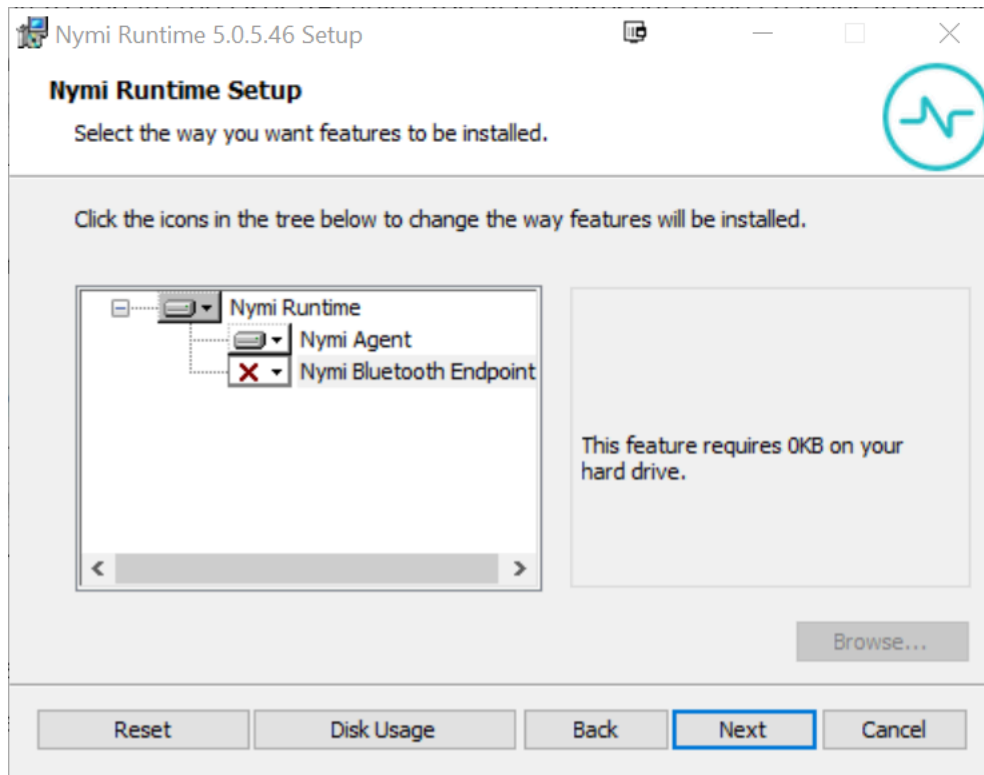 Nymi Runtime 5.0.5.46 Setup
Nymi Runtime Setup
Select the way you want features to be installed.
Click the icons in the tree below to change the way features will be installed.
Nymi Runtime
Nymi Agent
Nymi Bluetooth Endpoint
This feature requires 0KB on your
hard drive.
Browse...
Reset
Disk Usage
Back
Next
Cancel